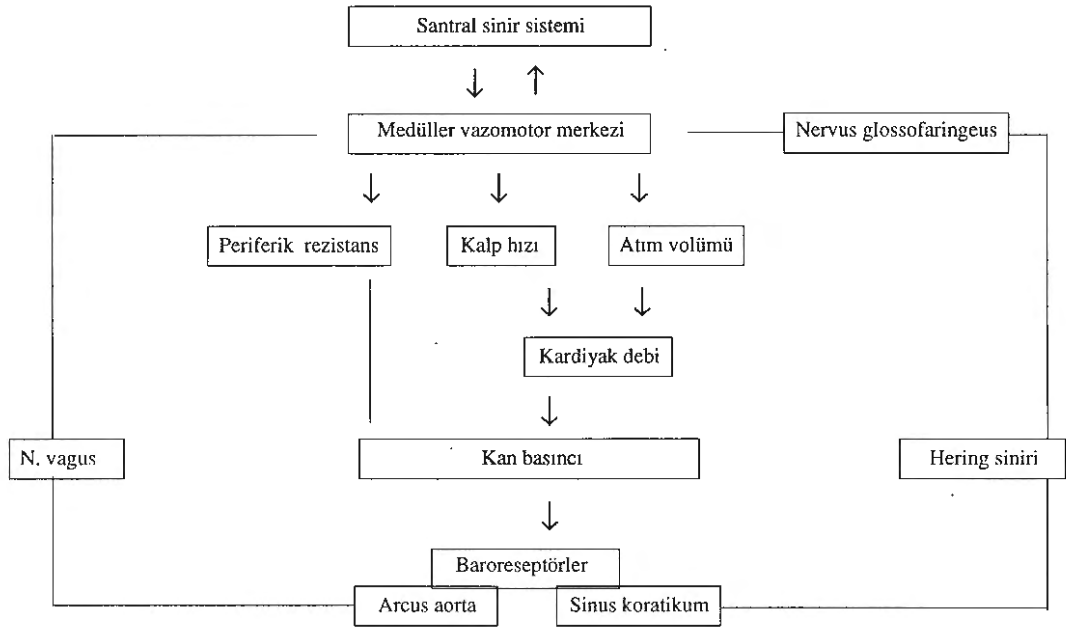 Santral sinir sistemi
Medüller vazomotor merkezi
Nervus glossofaringeus
Periferik rezistans
Kalp hızı
Atım volümü
Kardiyak debi
N. vagus
Kan basıncı
Hering siniri
Baroreseptörler
Arcus aorta
Sinus koratikum